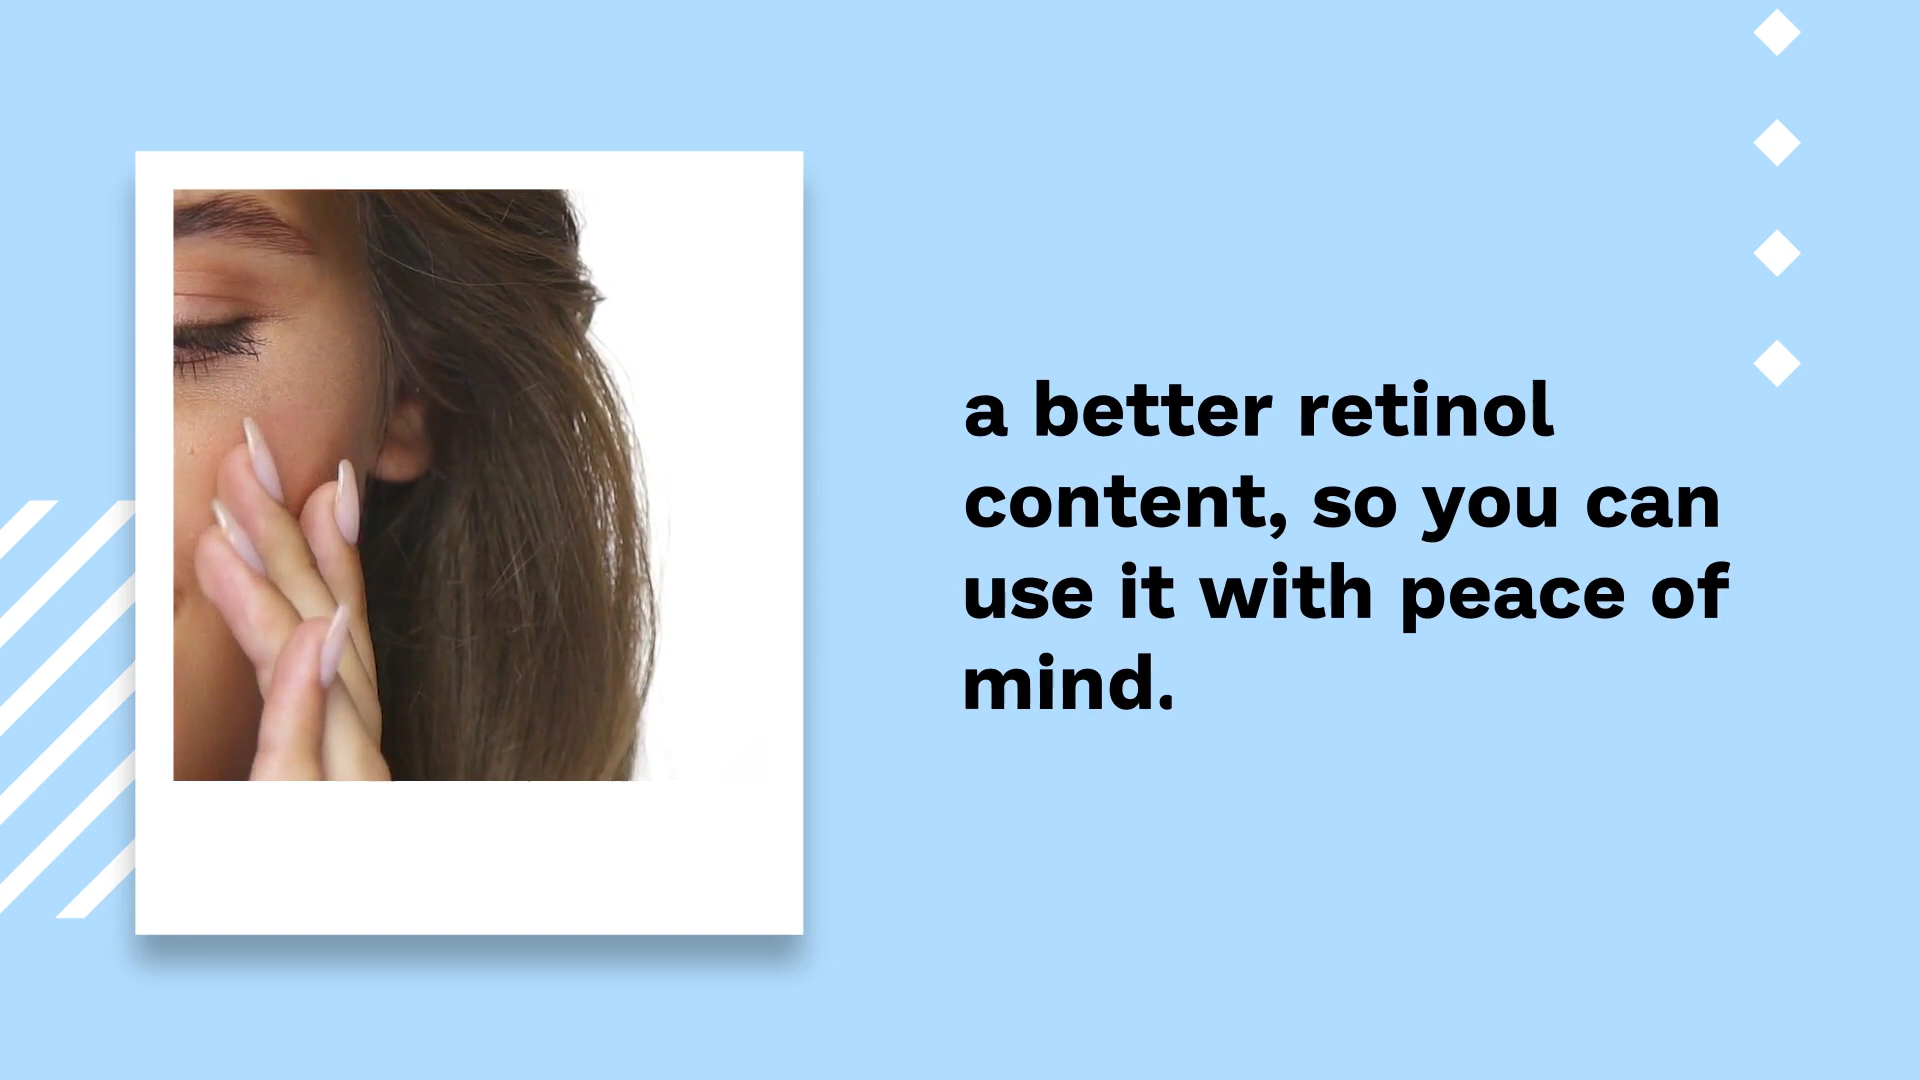 a better retinol
content, so you can
use it with peace of
mind.